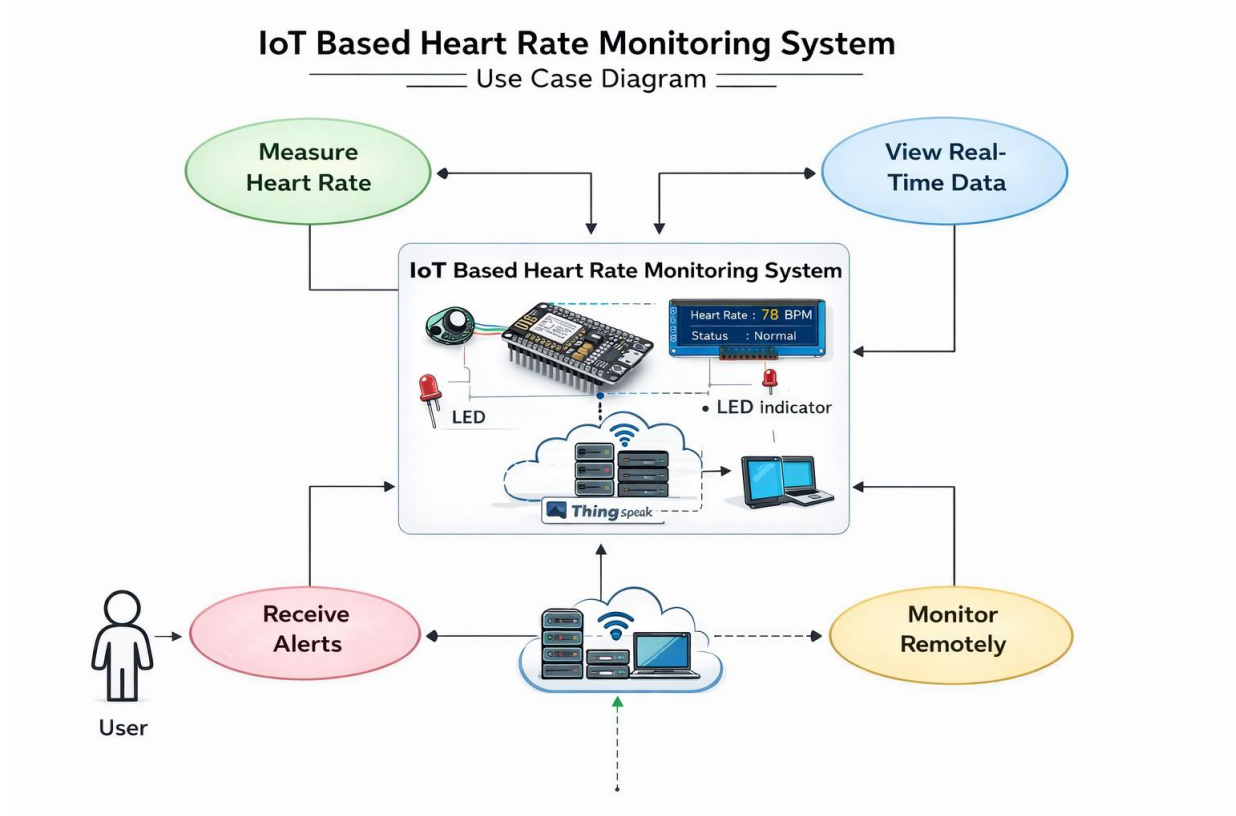 IoT Based Heart Rate Monitoring System
Use Case Diagram
Measure
Heart Rate
View Real-
Time Data
IoT Based Heart Rate Monitoring System
Heart Rate : 78 BPM
Status : Normal
LED
• LED indicator
ThingSpeak
Receive
Alerts
Monitor
Remotely
User